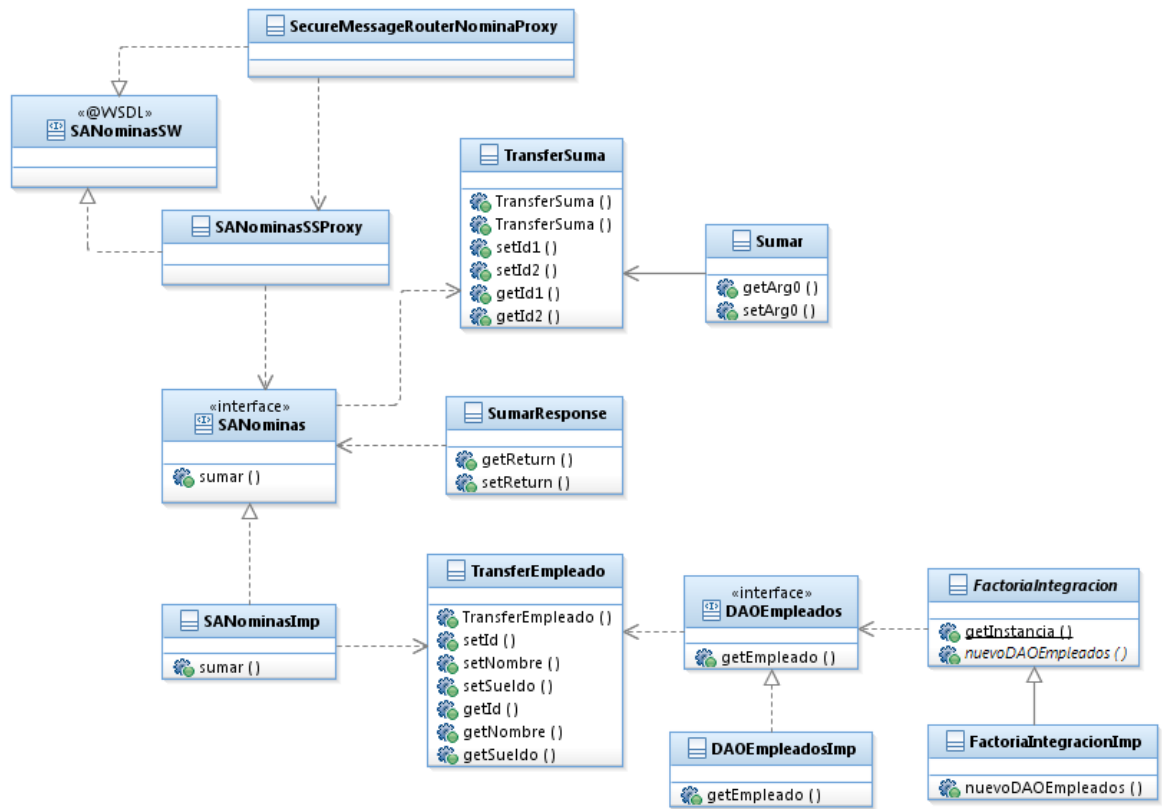 SecureMessageRouterNominaProxy
«@WSDL»
SANominasSW
SANominasSSProxy
TransferSuma
TransferSuma ()
TransferSuma ()
setId1 ()
setId2 ()
getId1 ()
getId2 ()
Sumar
getArg0 ()
setArg0 ()
«interface»
SANominas
sumar ()
SumarResponse
getReturn ()
setReturn ()
SANominasImp
sumar ()
TransferEmpleado
TransferEmpleado ()
setId ()
setNombre ()
setSueldo ()
getId ()
getNombre ()
getSueldo ()
«interface»
DAOEmpleados
getEmpleado ()
FactoriaIntegracion
getInstancia ()
nuevoDAOEmpleados ()
DAOEmpleadosImp
getEmpleado ()
FactoriaIntegracionImp
nuevoDAOEmpleados ()